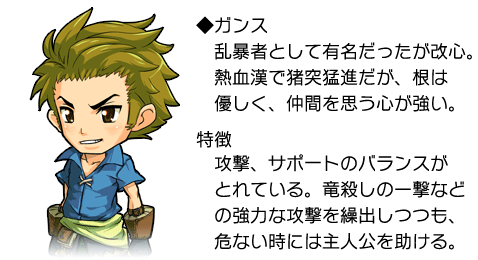 ◆ガンス
乱暴者として有名だったが改心。
熱血漢で猪突猛進だが、根は
優しく、仲間を思う心が強い。
特徴
攻撃、サポートのバランスが
とれている。竜殺しの一撃など
の強力な攻撃を繰出しつつも、
危ない時には主人公を助ける。